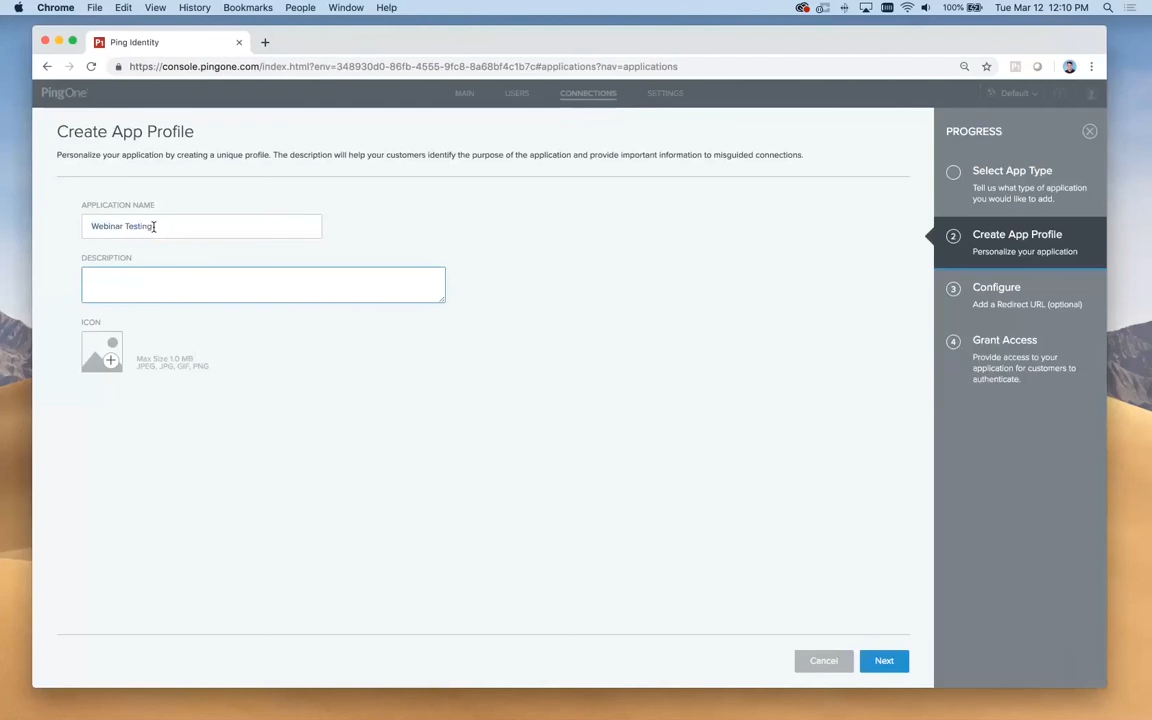 Chrome File Edit View History Bookmarks People Window Help
100% Tue Mar 12 12:10 PM
Ping Identity
https://console.pingone.com/index.html?env=348930d0-86fb-4555-9fc8-8a68bf4c1b7c#applications?nav=applications
PingOne
MAIN USERS CONNECTIONS SETTINGS
Default
Create App Profile
Personalize your application by creating a unique profile. The description will help your customers identify the purpose of the application and provide important information to misguided connections.
APPLICATION NAME
Webinar Testing
DESCRIPTION
ICON
Max Size 1.0 MB
JPEG, JPG, GIF, PNG
Cancel
Next
PROGRESS
Select App Type
Tell us what type of application
you would like to add.
2 Create App Profile
Personalize your application
3 Configure
Add a Redirect URL (optional)
4 Grant Access
Provide access to your
application for customers to
authenticate.